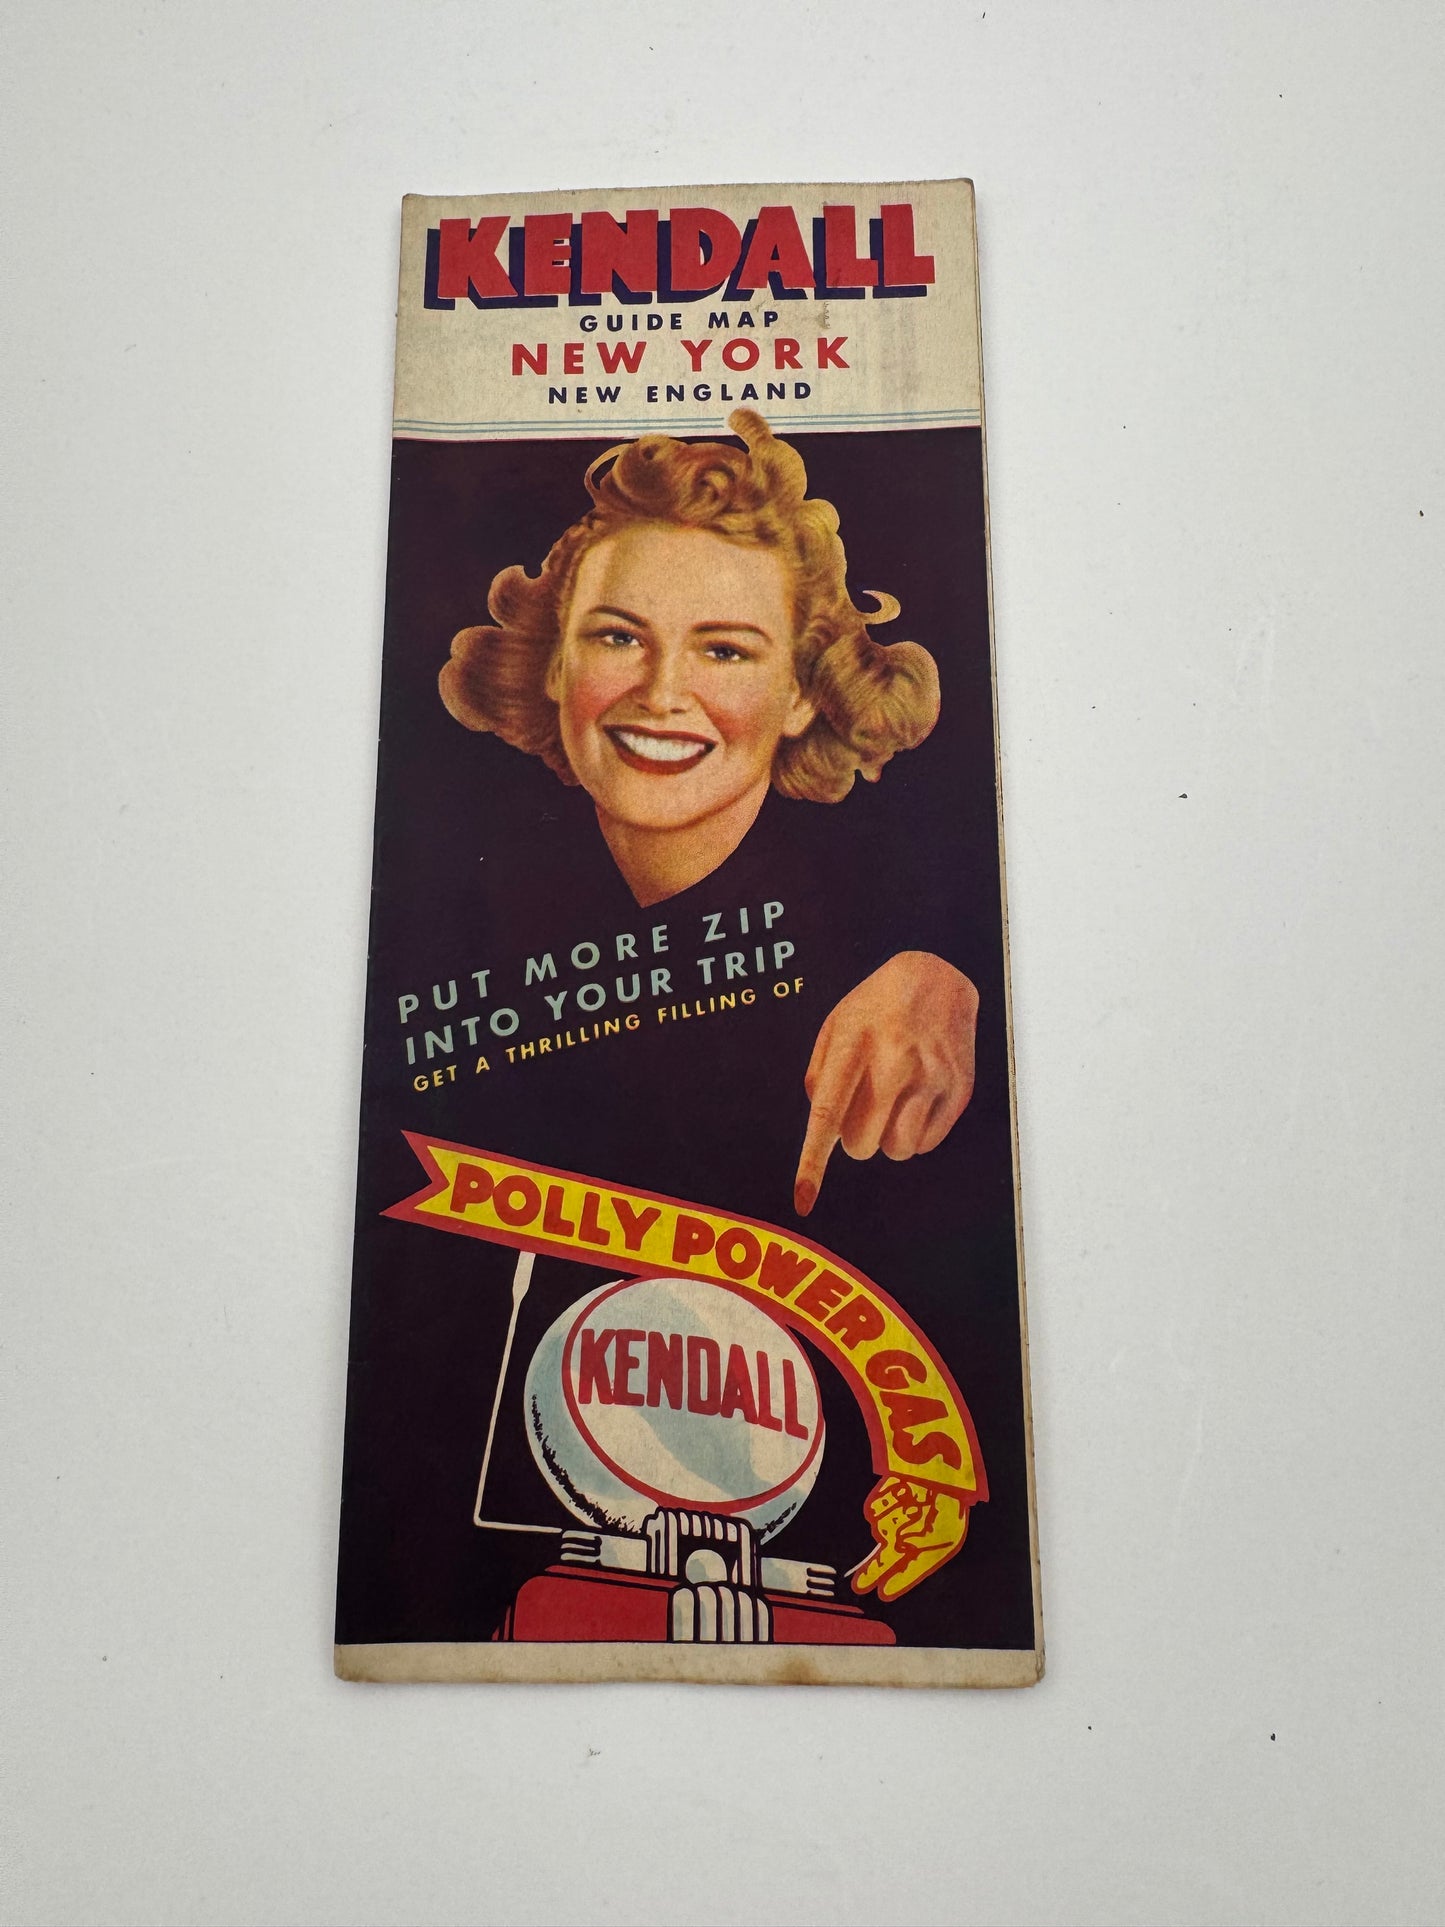 KENDALL
GUIDE MAP
NEW YORK
NEW ENGLAND
PUT MORE ZIP
INTO YOUR TRIP
GET A THRILLING FILLING OF
POLLY POWER GAS
KENDALL